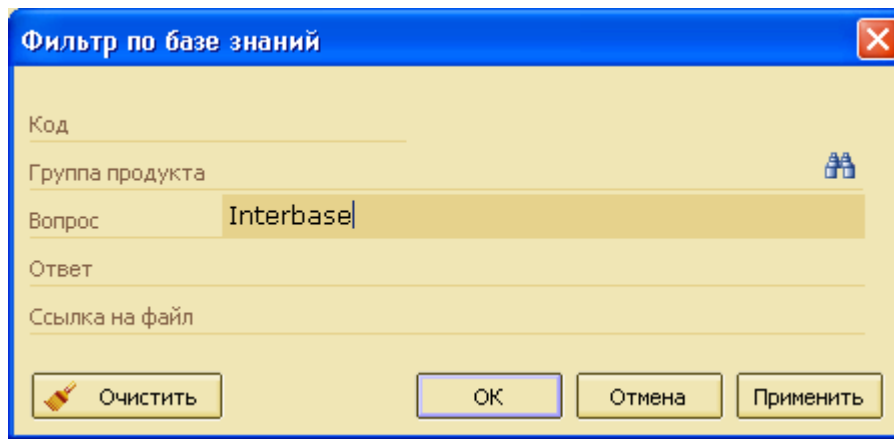 Фильтр по базе знаний
Код
Группа продукта
Вопрос Interbase
Ответ
Ссылка на файл
Очистить ОК Отмена Применить